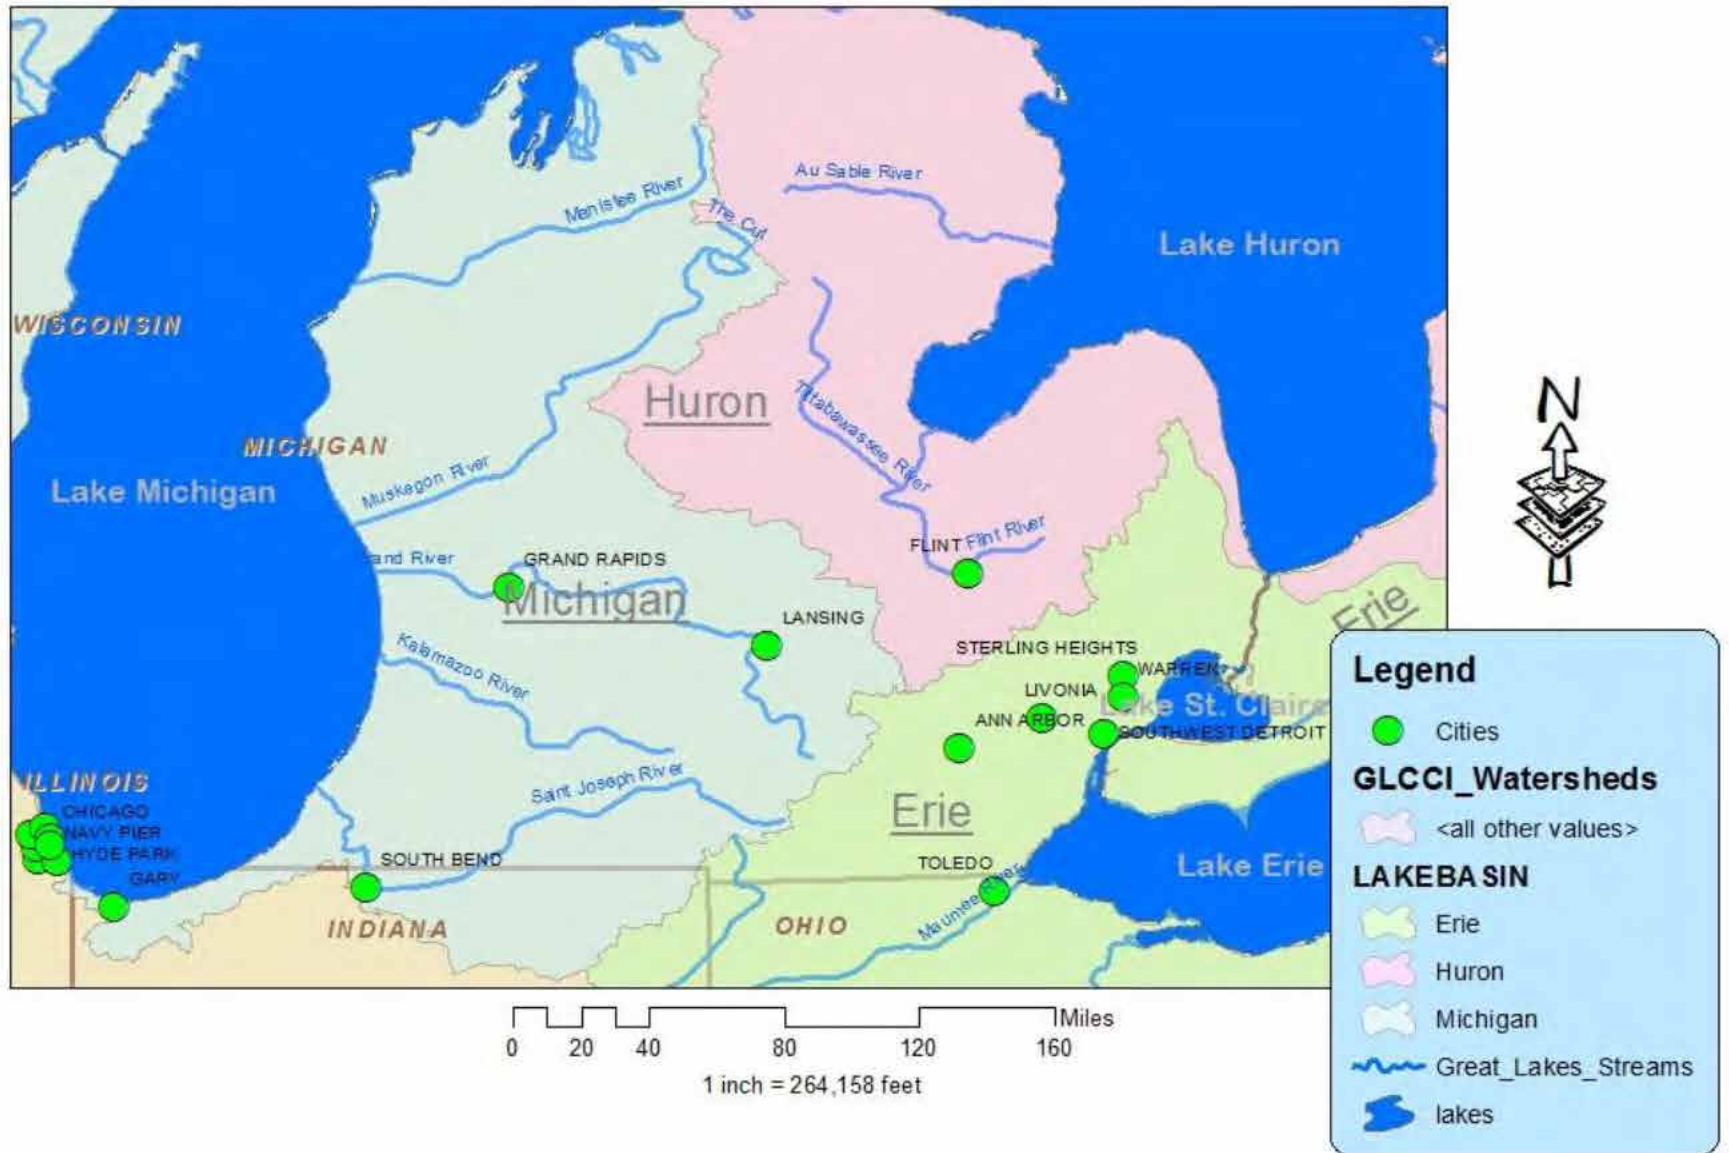 Au Sable River
Manistee River
The Cut
Lake Huron
WISCONSIN
Huron
Tittabawassee River
MICHIGAN
Lake Michigan
Muskegon River
FLINT
Flint River
and River
GRAND RAPIDS
Michigan
LANSING
Erie
Kalamazoo River
STERLING HEIGHTS
WARREN
LIVONIA
Lake St. Claire
ANN ARBOR
SOUTHWEST DETROIT
ILLINOIS
Saint Joseph River
CHICAGO
NAVY PIER
HYDE PARK
GARY
Erie
SOUTH BEND
TOLEDO
Lake Erie
Maumee River
INDIANA
OHIO
N
Legend
Cities
GLCCI_Watersheds
<all other values>
LAKEBASIN
Erie
Huron
Michigan
Great_Lakes_Streams
lakes
Miles
0 20 40 80 120 160
1 inch = 264,158 feet